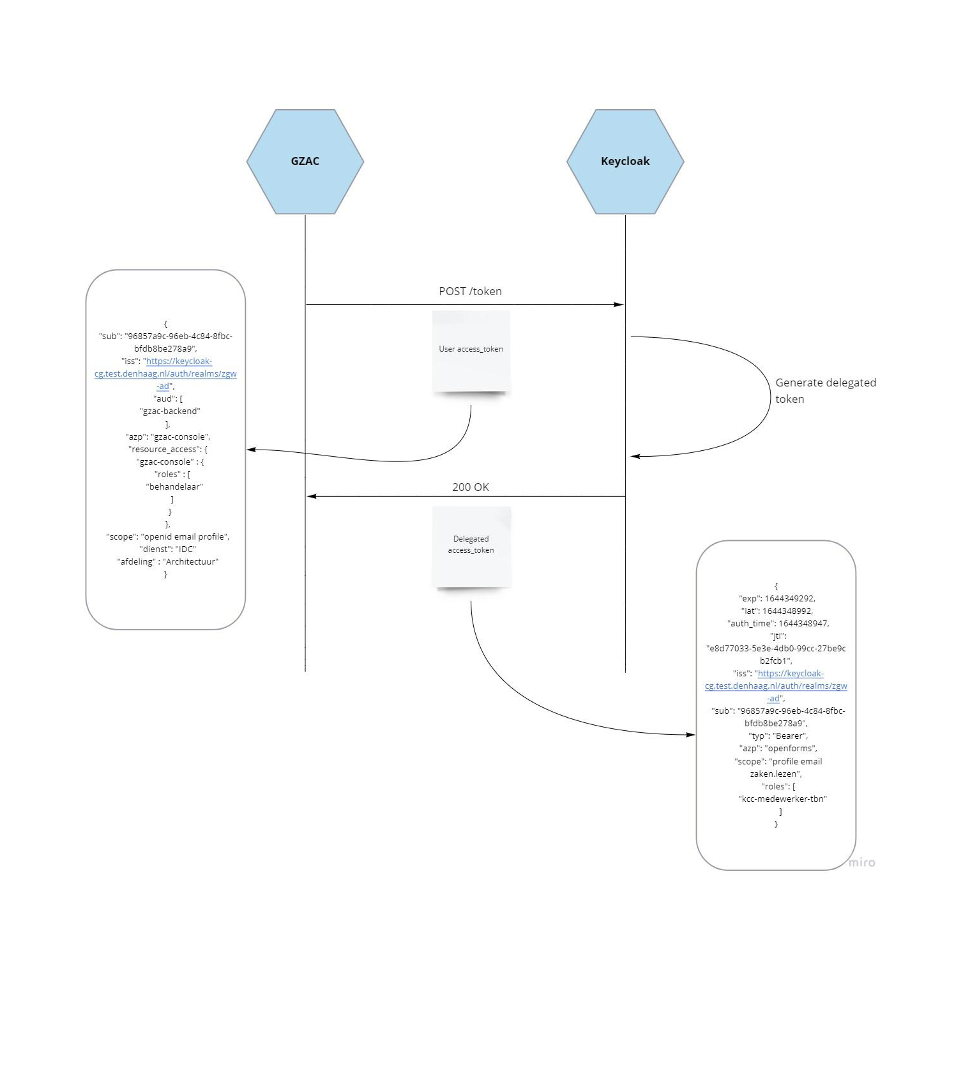 GZAC
Keycloak
POST /token
User access_token
Generate delegated
token
{
"sub": "96857a9c-96eb-4c84-8fbc-
bfdb8be278a9",
"iss": "https://keycloak-
cg.test.denhaag.nl/auth/realms/zgw
-ad",
"aud": [
"gzac-backend"
],
"azp": "gzac-console",
"resource_access": {
"gzac-console" : {
"roles" : [
"behandelaar"
]
}
},
"scope": "openid email profile",
"dienst": "IDC"
"afdeling" : "Architectuur"
}
200 OK
Delegated
access_token
{
"exp": 1644349292,
"iat": 1644348992,
"auth_time": 1644348947,
"jti":
"e8d77033-5e3e-4db0-99cc-27be9c
b2fcb1",
"iss": "https://keycloak-
cg.test.denhaag.nl/auth/realms/zgw
-ad",
"sub": "96857a9c-96eb-4c84-8fbc-
bfdb8be278a9",
"typ": "Bearer",
"azp": "openforms",
"scope": "profile email
zaken.lezen",
"roles": [
"kcc-medewerker-tbn"
]
}
miro